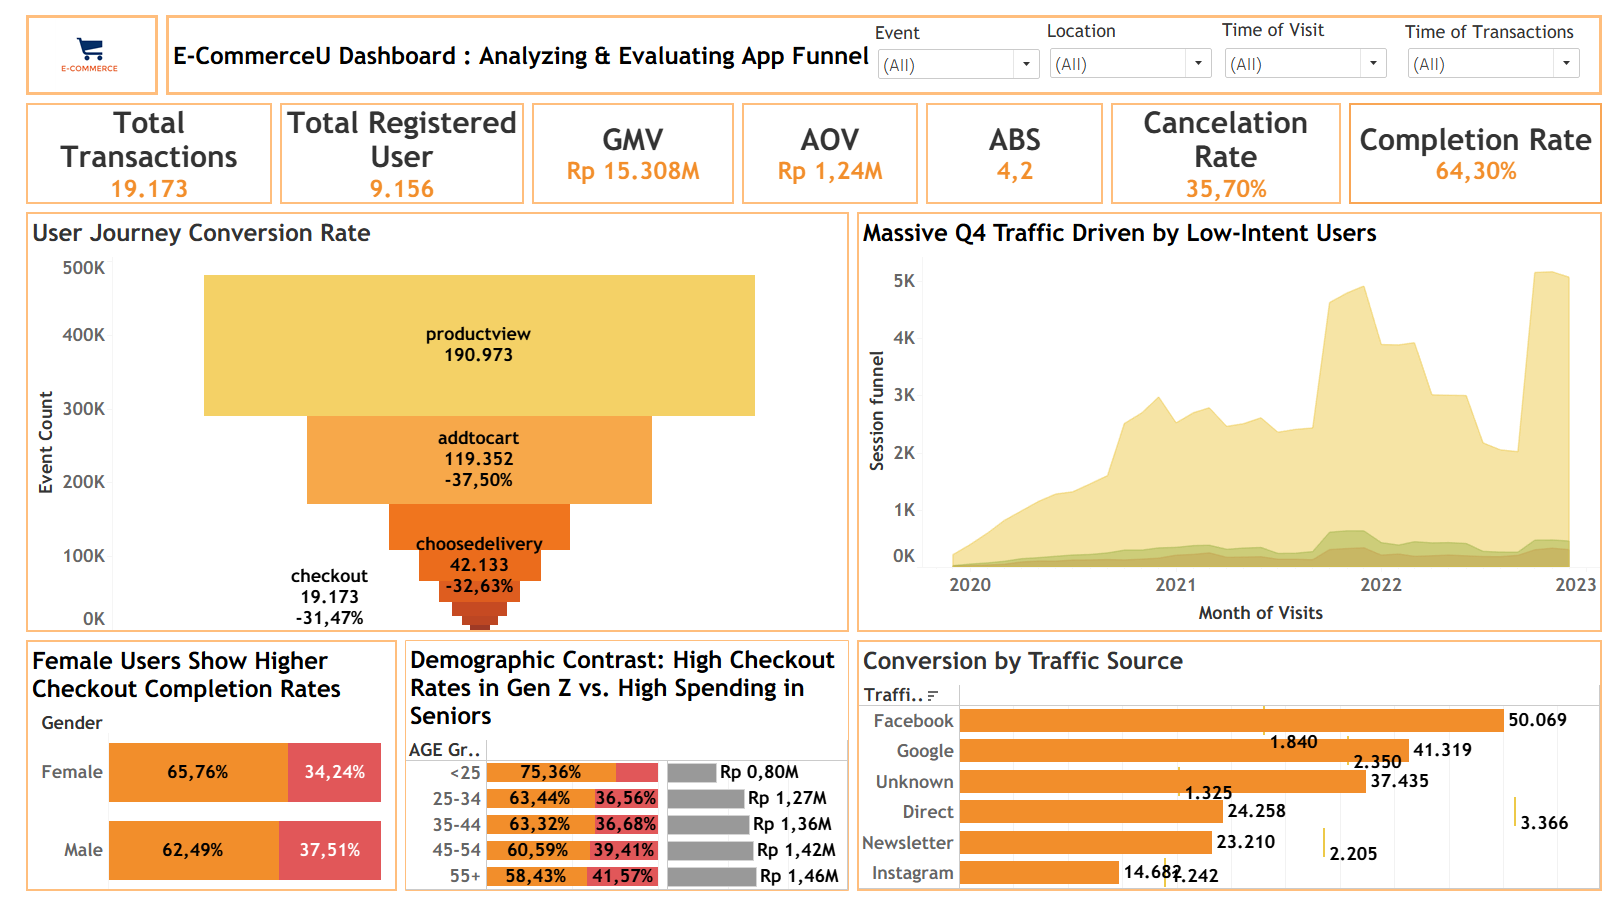 E-COMMERCE
E-CommerceU Dashboard : Analyzing & Evaluating App Funnel
Event
(All)
Location
(All)
Time of Visit
(All)
Time of Transactions
(All)
Total
Transactions
19.173
Total Registered
User
9.156
GMV
Rp 15.308M
AOV
Rp 1,24M
ABS
4,2
Cancelation
Rate
35,70%
Completion Rate
64,30%
User Journey Conversion Rate
500K
400K
300K
200K
100K
0K
Event Count
productview
190.973
addtocart
119.352
-37,50%
choosedelivery
42.133
-32,63%
checkout
19.173
-31,47%
Massive Q4 Traffic Driven by Low-Intent Users
5K
4K
3K
2K
1K
0K
Session funnel
2020
2021
2022
2023
Month of Visits
Female Users Show Higher
Checkout Completion Rates
Gender
Female
65,76%
34,24%
Male
62,49%
37,51%
Demographic Contrast: High Checkout
Rates in Gen Z vs. High Spending in
Seniors
AGE Gr..
<25
75,36%
Rp 0,80M
25-34
63,44%
36,56%
Rp 1,27M
35-44
63,32%
36,68%
Rp 1,36M
45-54
60,59%
39,41%
Rp 1,42M
55+
58,43%
41,57%
Rp 1,46M
Conversion by Traffic Source
Traffi..
Facebook
50.069
1.840
Google
41.319
2.350
Unknown
37.435
1.325
Direct
24.258
3.366
Newsletter
23.210
2.205
Instagram
14.682
1.242